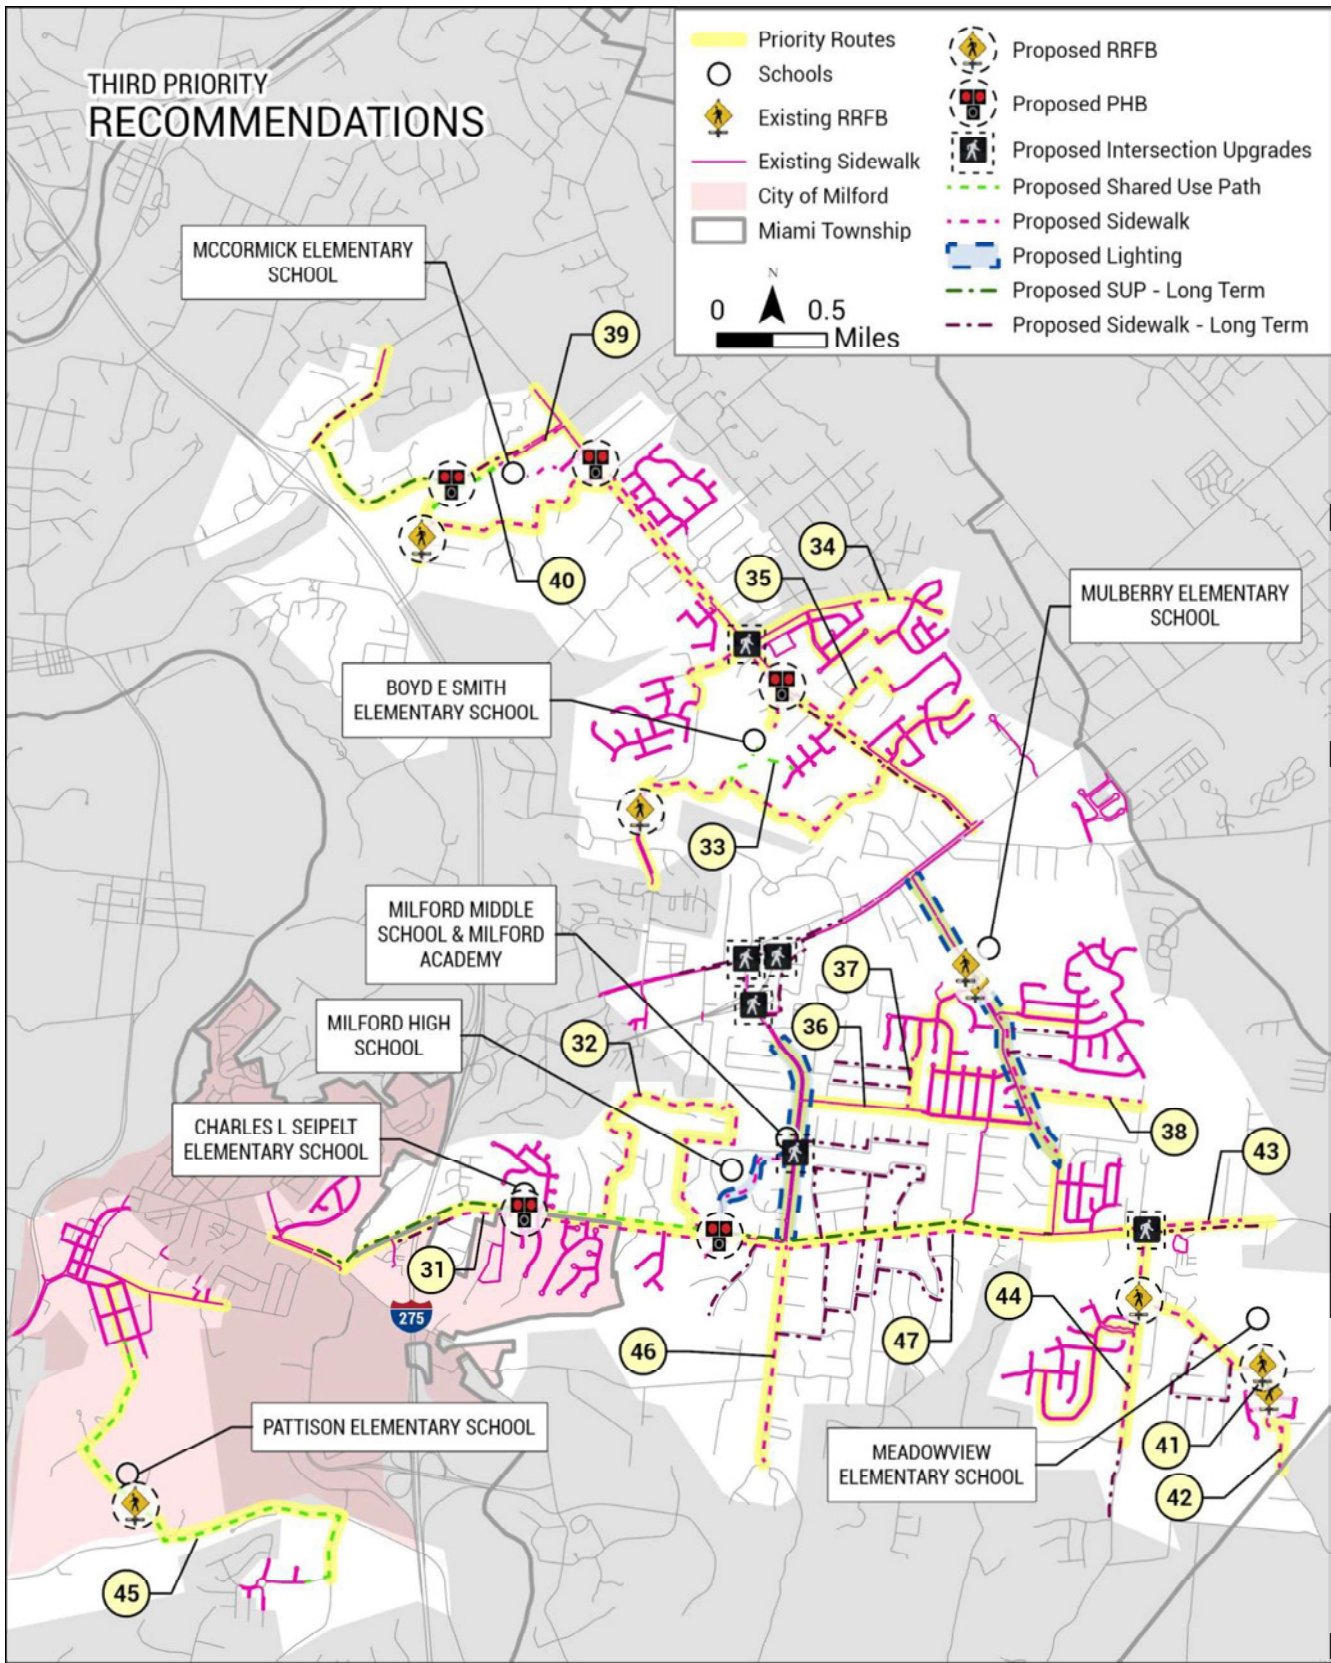 THIRD PRIORITY
RECOMMENDATIONS
Priority Routes
Schools
Existing RRFB
Existing Sidewalk
City of Milford
Miami Township
N
0 0.5
Miles
Proposed RRFB
Proposed PHB
Proposed Intersection Upgrades
Proposed Shared Use Path
Proposed Sidewalk
Proposed Lighting
Proposed SUP - Long Term
Proposed Sidewalk - Long Term
MCCORMICK ELEMENTARY
SCHOOL
39
40
34
35
MULBERRY ELEMENTARY
SCHOOL
BOYD E SMITH
ELEMENTARY SCHOOL
33
MILFORD MIDDLE
SCHOOL & MILFORD
ACADEMY
37
36
MILFORD HIGH
SCHOOL
32
CHARLES L SEIPELT
ELEMENTARY SCHOOL
38
43
31
275
44
46
47
PATTISON ELEMENTARY SCHOOL
MEADOWVIEW
ELEMENTARY SCHOOL
41
42
45